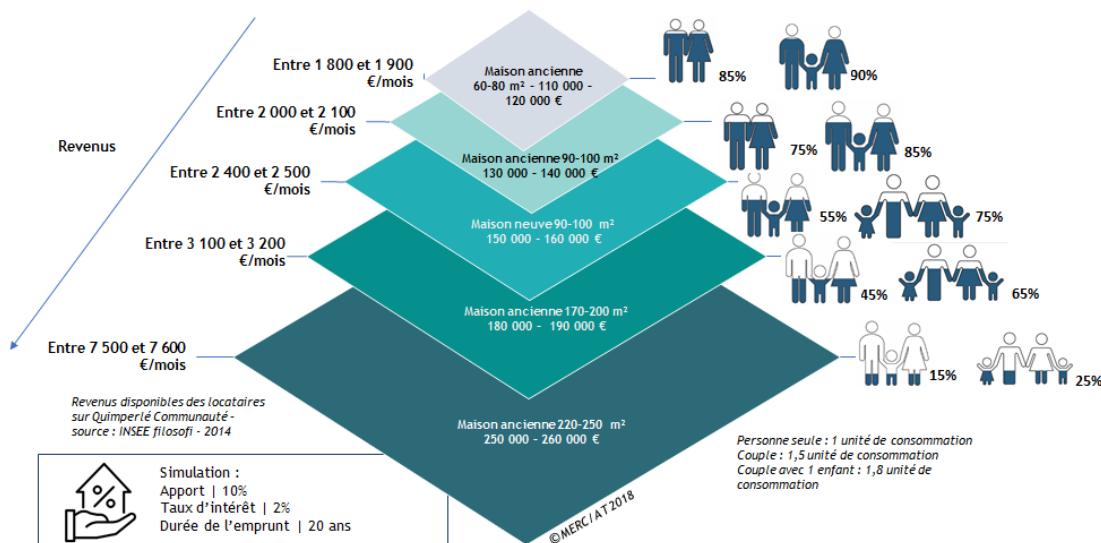 Revenus
Entre 1 800 et 1 900
€/mois
Maison ancienne
60-80 m² - 110 000 -
120 000 €
85%
90%
Entre 2 000 et 2 100
€/mois
Maison ancienne 90-100 m²
130 000 - 140 000 €
75%
85%
Entre 2 400 et 2 500
€/mois
Maison neuve 90-100 m²
150 000 - 160 000 €
55%
75%
Entre 3 100 et 3 200
€/mois
Maison ancienne 170-200 m²
180 000 - 190 000 €
45%
65%
Entre 7 500 et 7 600
€/mois
Maison ancienne 220-250 m²
250 000 - 260 000 €
15%
25%
Revenus disponibles des locataires
sur Quimperlé Communauté -
source : INSEE filosofi - 2014
Personne seule : 1 unité de consommation
Couple : 1,5 unité de consommation
Couple avec 1 enfant : 1,8 unité de
consommation
%
Simulation :
Apport | 10%
Taux d'intérêt | 2%
Durée de l'emprunt | 20 ans
©MERC/AT2018